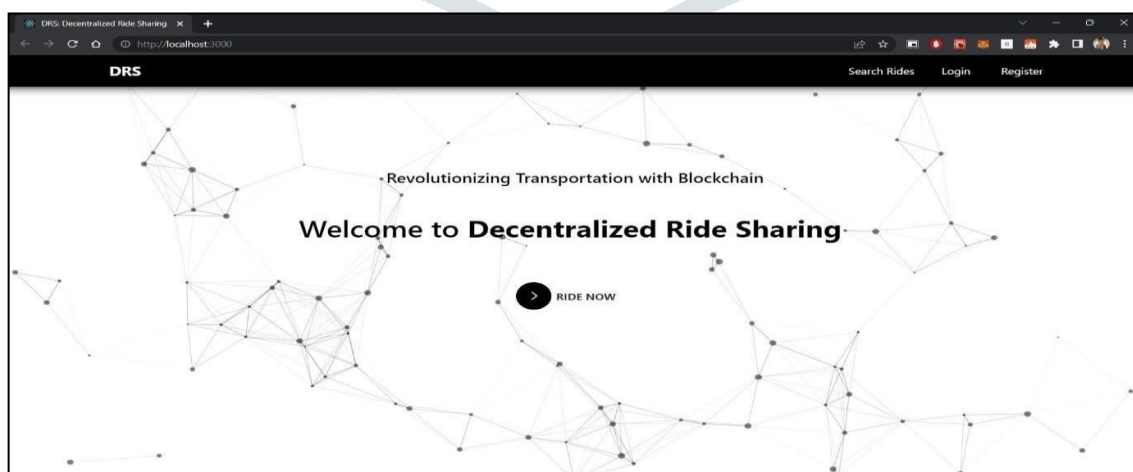 DRS: Decentralized Ride Sharing
http://localhost:3000
DRS
Search Rides Login Register
Revolutionizing Transportation with Blockchain
Welcome to Decentralized Ride Sharing
RIDE NOW